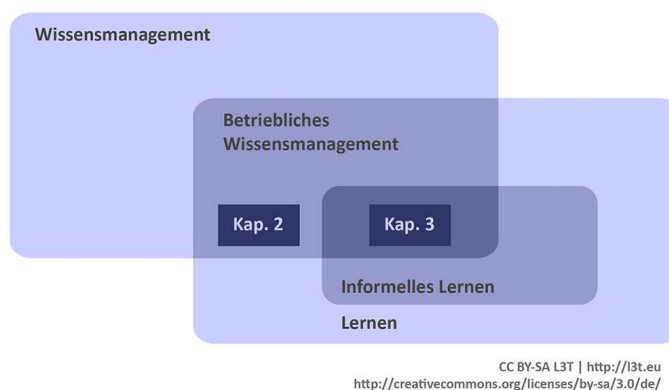 Wissensmanagement
Betriebliches
Wissensmanagement
Kap. 2
Kap. 3
Informelles Lernen
Lernen
CC BY-SA L3T | http://l3t.eu
http://creativecommons.org/licenses/by-sa/3.0/de/